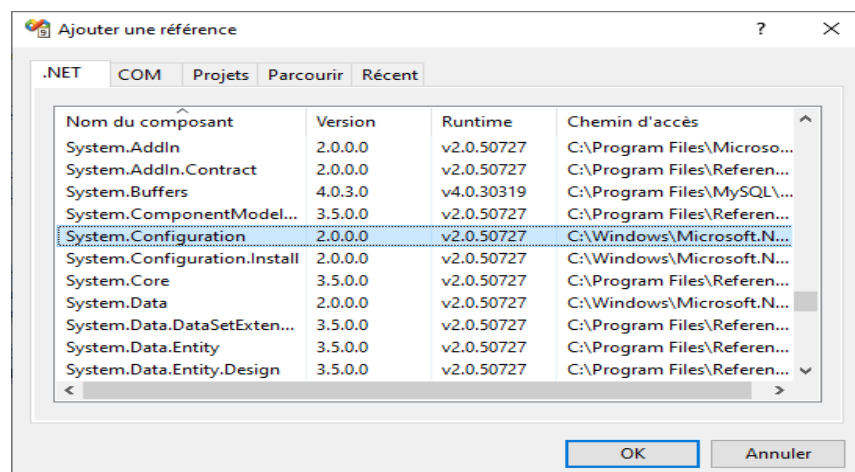 Ajouter une référence ?
.NET COM Projets Parcourir Récent
Nom du composant Version Runtime Chemin d'accès
System.AddIn 2.0.0.0 v2.0.50727 C:\Program Files\Microso...
System.AddIn.Contract 2.0.0.0 v2.0.50727 C:\Program Files\Referen...
System.Buffers 4.0.3.0 v4.0.30319 C:\Program Files\MySQL\...
System.ComponentModel... 3.5.0.0 v2.0.50727 C:\Program Files\Referen...
System.Configuration 2.0.0.0 v2.0.50727 C:\Windows\Microsoft.N...
System.Configuration.Install 2.0.0.0 v2.0.50727 C:\Program Files\Referen...
System.Core 3.5.0.0 v2.0.50727 C:\Program Files\Referen...
System.Data 2.0.0.0 v2.0.50727 C:\Windows\Microsoft.N...
System.Data.DataSetExten... 3.5.0.0 v2.0.50727 C:\Program Files\Referen...
System.Data.Entity 3.5.0.0 v2.0.50727 C:\Program Files\Referen...
System.Data.Entity.Design 3.5.0.0 v2.0.50727 C:\Program Files\Referen...
OK Annuler